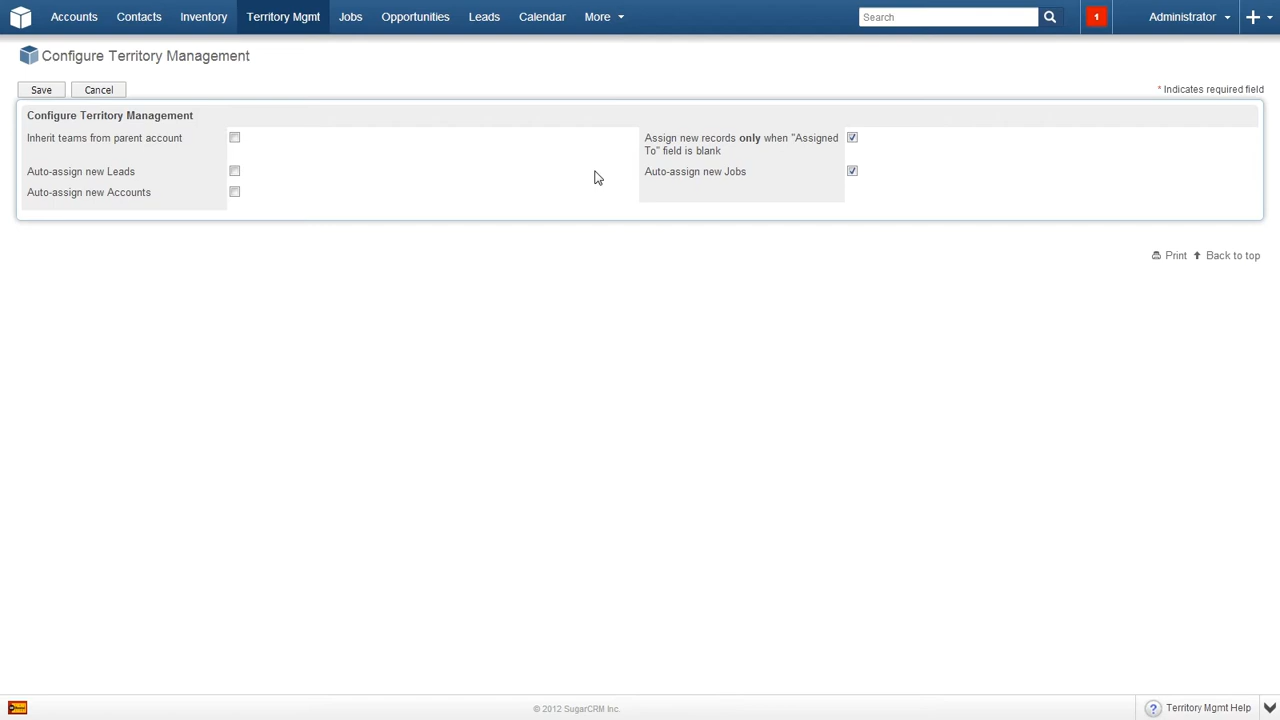 Accounts Contacts Inventory Territory Mgmt Jobs Opportunities Leads Calendar More Search 1 Administrator
Configure Territory Management
Save Cancel * Indicates required field
Configure Territory Management
Inherit teams from parent account
Assign new records only when "Assigned
To" field is blank
Auto-assign new Leads Auto-assign new Jobs
Auto-assign new Accounts
Print Back to top
© 2012 SugarCRM Inc. ? Territory Mgmt Help